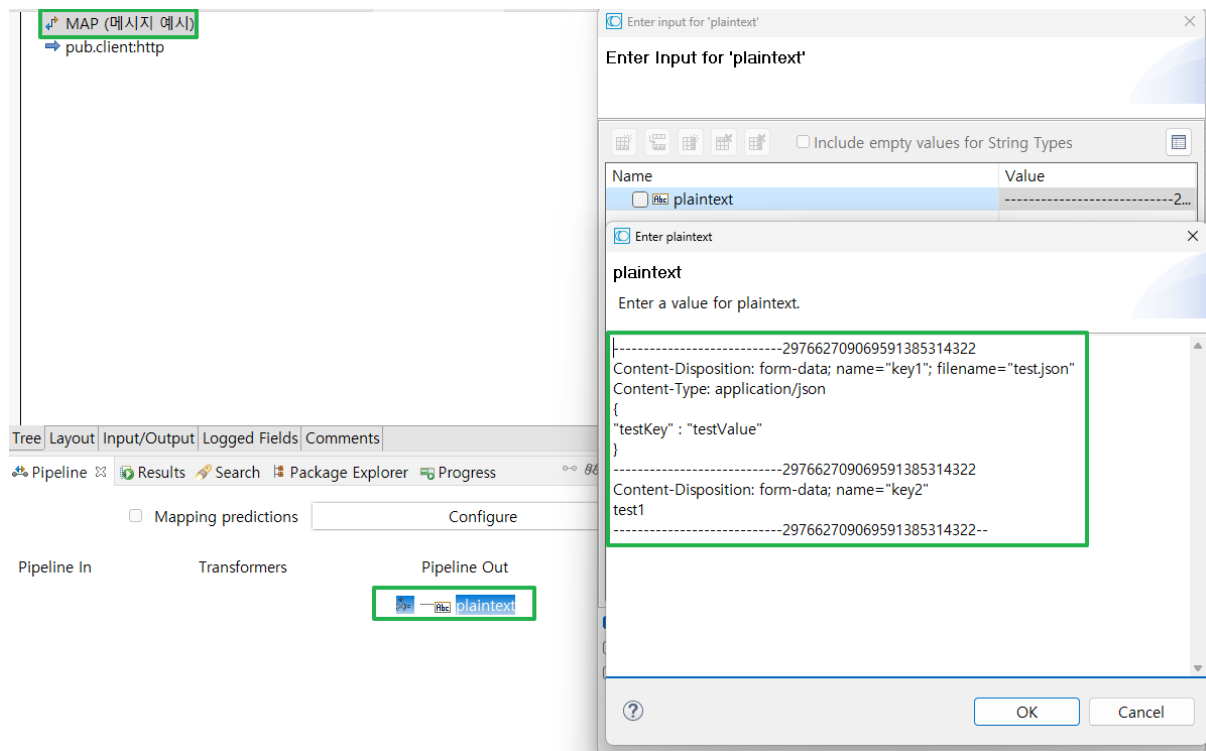 MAP (메시지 예시)
pub.client:http
Tree Layout Input/Output Logged Fields Comments
Pipeline Results Search Package Explorer Progress
Mapping predictions Configure
Pipeline In Transformers Pipeline Out
Abc plaintext
Enter input for 'plaintext'
Enter Input for 'plaintext'
Include empty values for String Types
Name Value
Abc plaintext ----------------------------2...
Enter plaintext
plaintext
Enter a value for plaintext.
----------------------------297662709069591385314322
Content-Disposition: form-data; name="key1"; filename="test.json"
Content-Type: application/json
{
"testKey" : "testValue"
}
----------------------------297662709069591385314322
Content-Disposition: form-data; name="key2"
test1
----------------------------297662709069591385314322--
OK Cancel